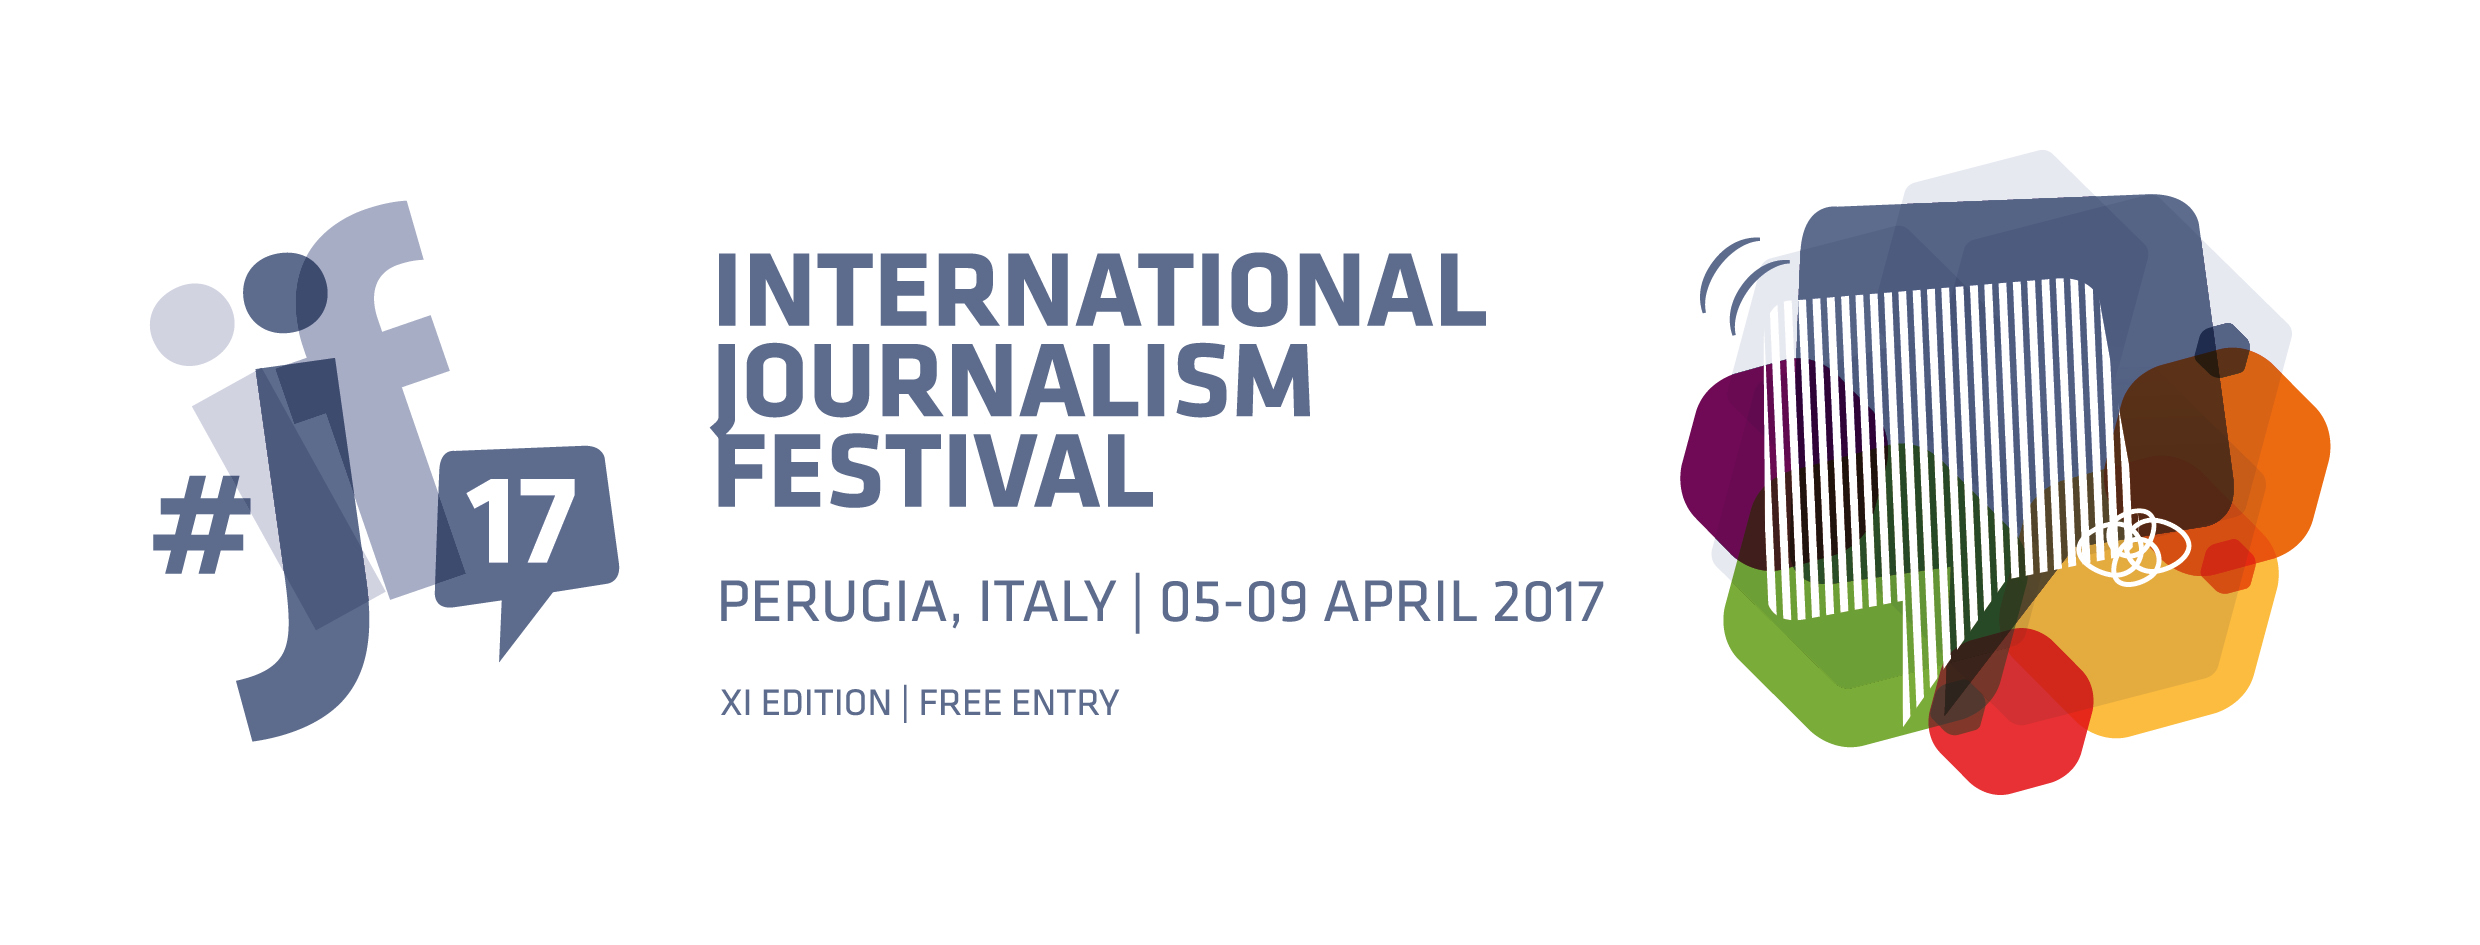 #ijf17
INTERNATIONAL
JOURNALISM
FESTIVAL
PERUGIA, ITALY | 05-09 APRIL 2017
XI EDITION | FREE ENTRY